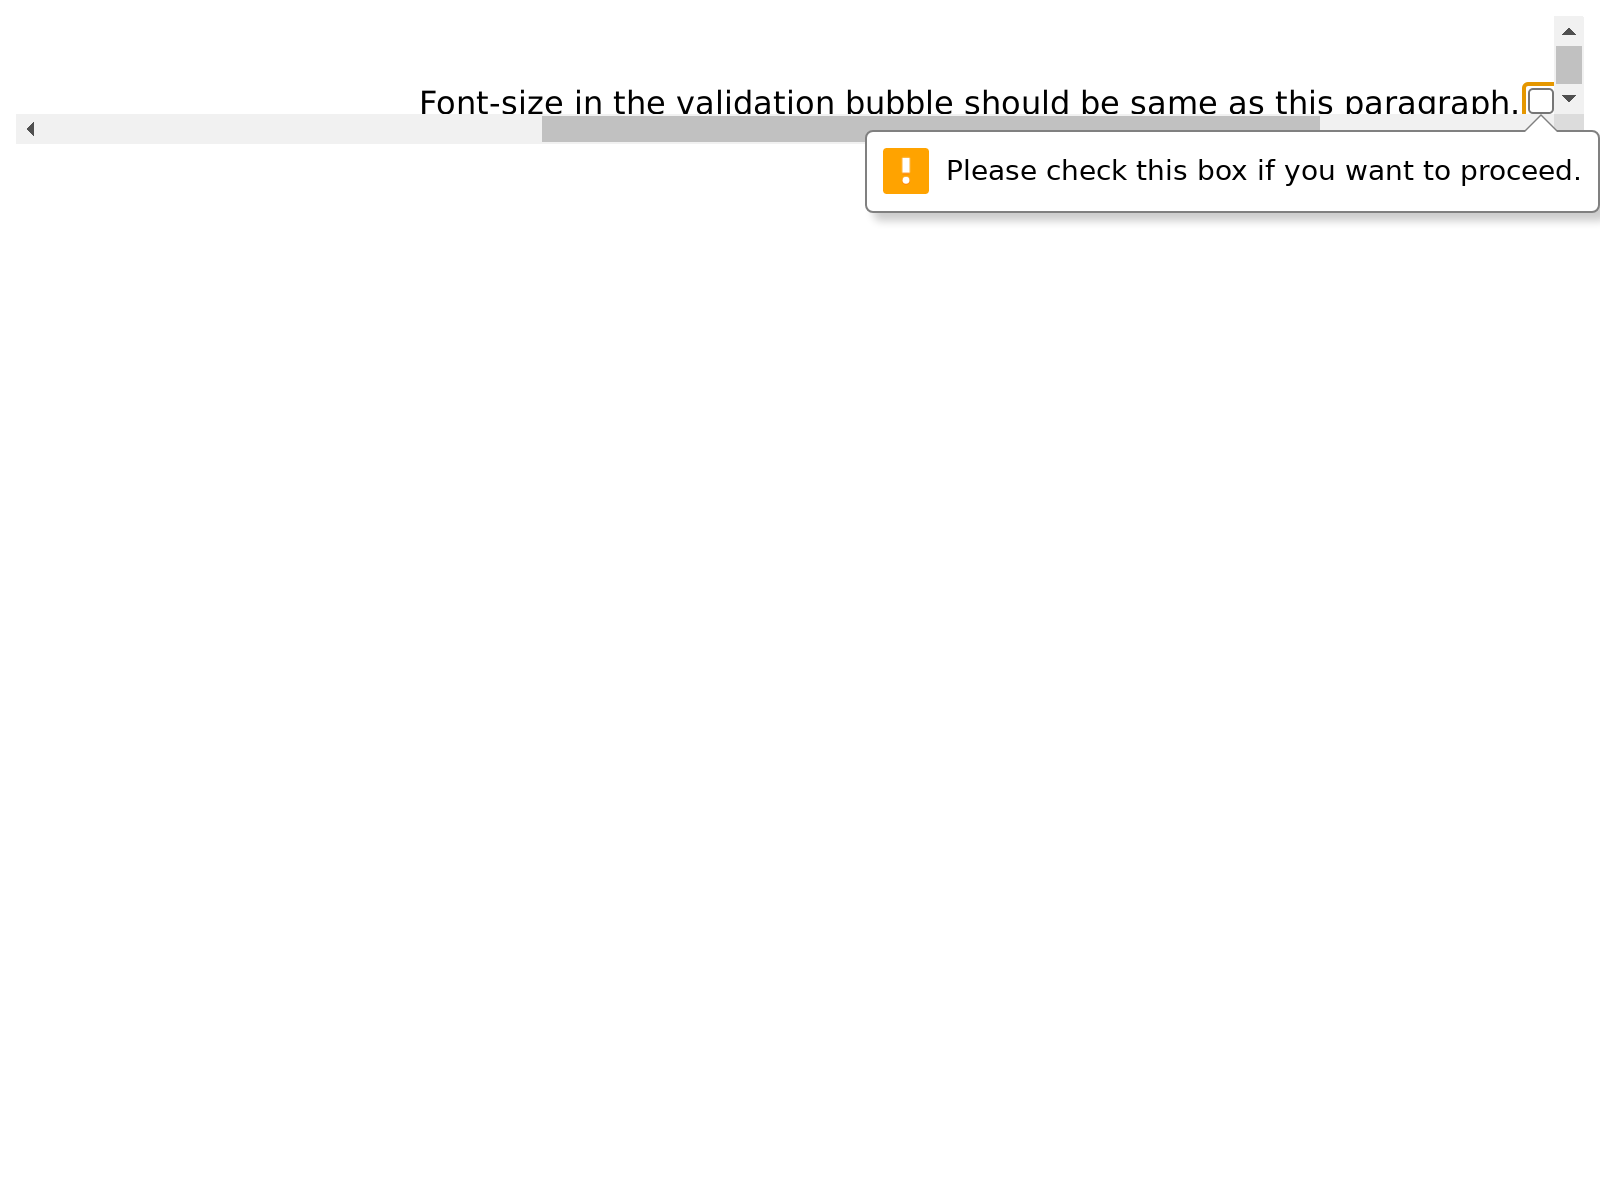 Font-size in the validation bubble should be same as this paragraph.
Please check this box if you want to proceed.